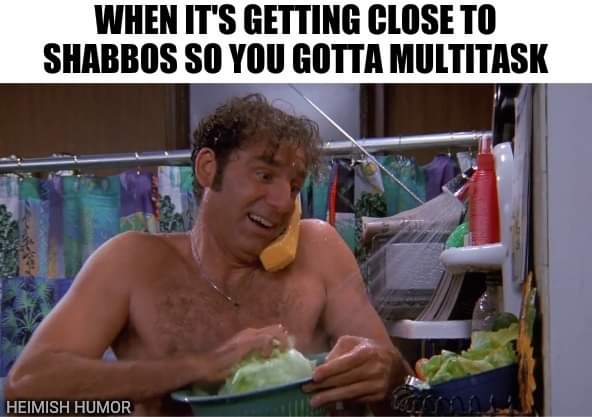 WHEN IT'S GETTING CLOSE TO
SHABBOS SO YOU GOTTA MULTITASK
HEIMISH HUMOR